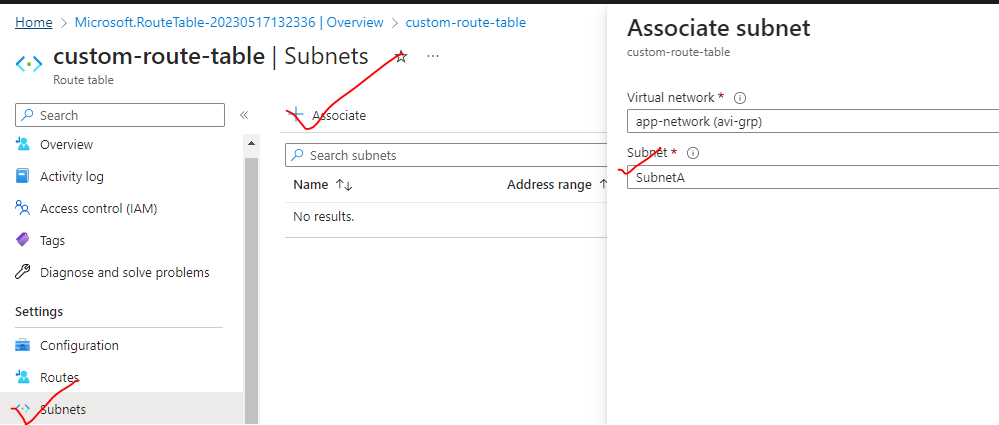 Home > Microsoft.RouteTable-20230517132336 | Overview > custom-route-table
custom-route-table | Subnets ☆ ...
Route table
Search «
Overview
Activity log
Access control (IAM)
Tags
Diagnose and solve problems
Settings
Configuration
Routes
Subnets
+ Associate
Search subnets
Name ↑↓ Address range ↑
No results.
Associate subnet
custom-route-table
Virtual network *
app-network (avi-grp)
Subnet *
SubnetA